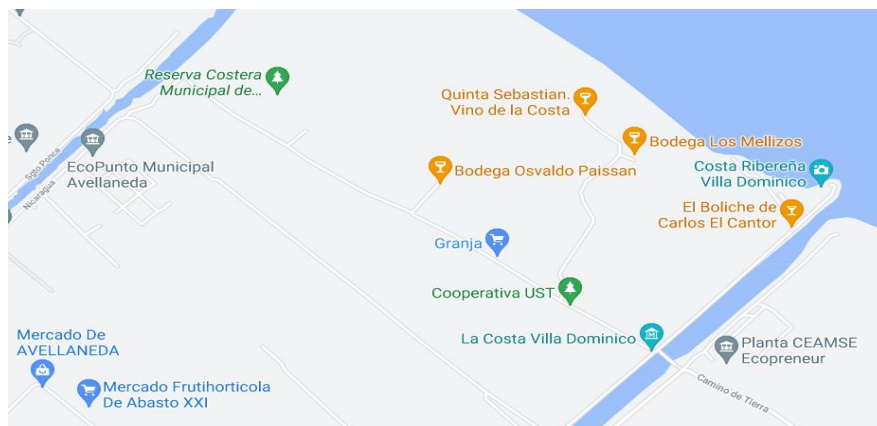 Reserva Costera
Municipal de...
Quinta Sebastian.
Vino de la Costa
e
Sgto Ponce
Nicaragua
EcoPunto Municipal
Avellaneda
Bodega Los Mellizos
Bodega Osvaldo Paissan
Costa Ribereña
Villa Dominico
El Boliche de
Carlos El Cantor
Granja
Cooperativa UST
La Costa Villa Dominico
Planta CEAMSE
Ecopreneur
Camino de Tierra
Mercado De
AVELLANEDA
Mercado Frutihorticola
De Abasto XXI